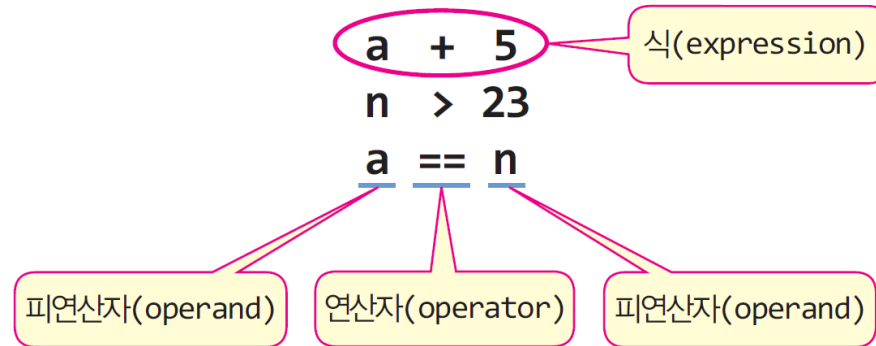 a + 5
식(expression)
n > 23
a == n
피연산자(operand)
연산자(operator)
피연산자(operand)